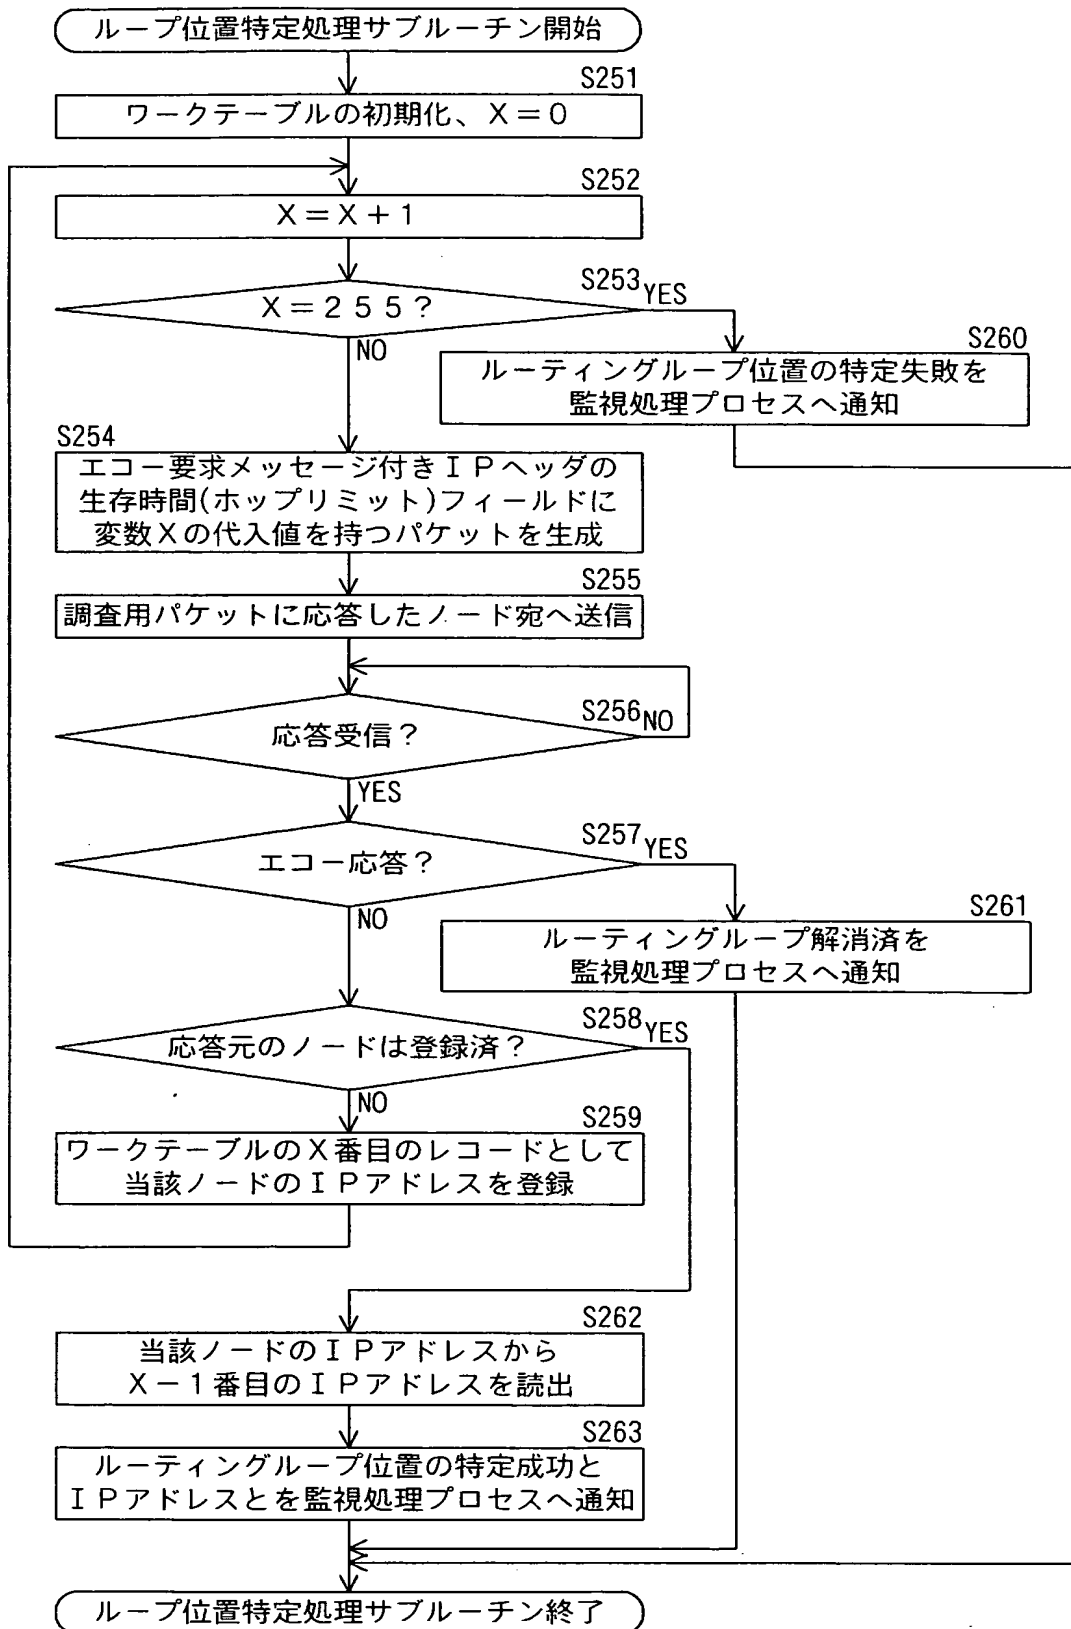 ループ位置特定処理サブルーチン開始
S251
ワークテーブルの初期化、X=0
S252
X=X+1
S253
X=255?
YES
NO
S260
ルーティングループ位置の特定失敗を
監視処理プロセスへ通知
S254
エコー要求メッセージ付きIPヘッダの
生存時間(ホップリミット)フィールドに
変数Xの代入値を持つパケットを生成
S255
調査用パケットに応答したノード宛へ送信
S256
応答受信?
NO
YES
S257
エコー応答?
YES
NO
S261
ルーティングループ解消済を
監視処理プロセスへ通知
S258
応答元のノードは登録済?
YES
NO
S259
ワークテーブルのX番目のレコードとして
当該ノードのIPアドレスを登録
S262
当該ノードのIPアドレスから
X-1番目のIPアドレスを読出
S263
ルーティングループ位置の特定成功と
IPアドレスとを監視処理プロセスへ通知
ループ位置特定処理サブルーチン終了